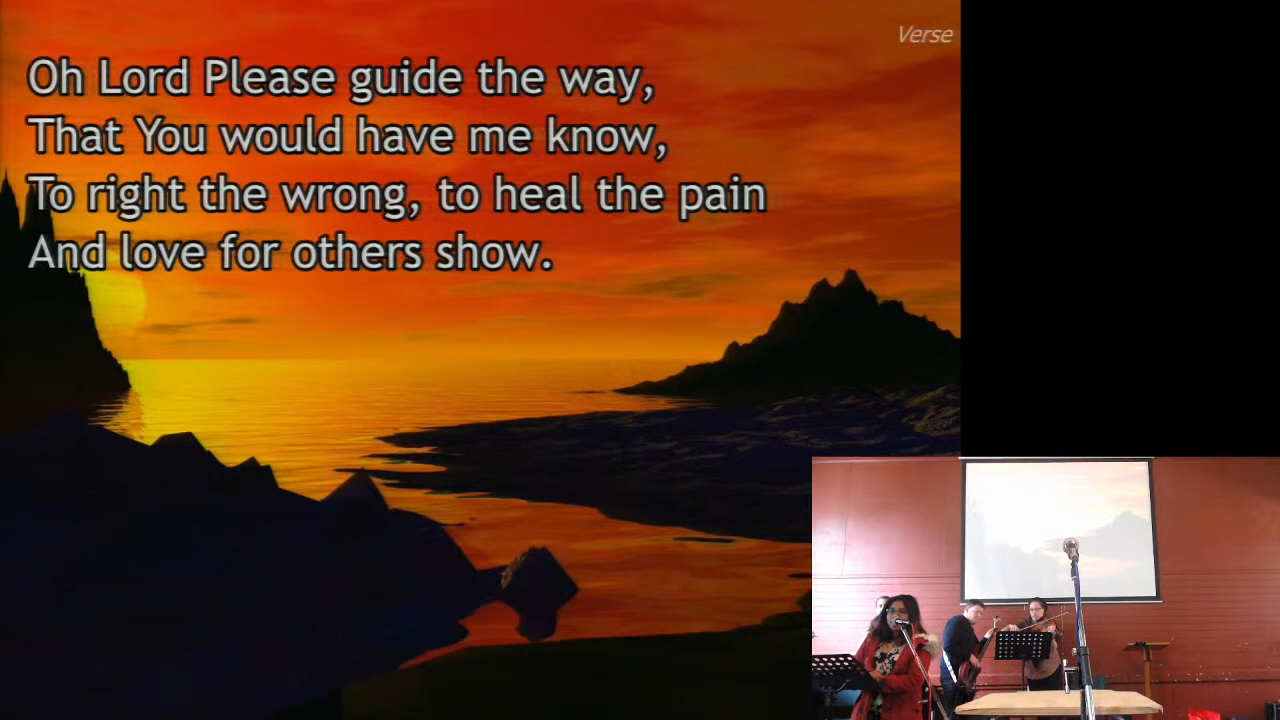 Verse
Oh Lord Please guide the way,
That You would have me know,
To right the wrong, to heal the pain
And love for others show.